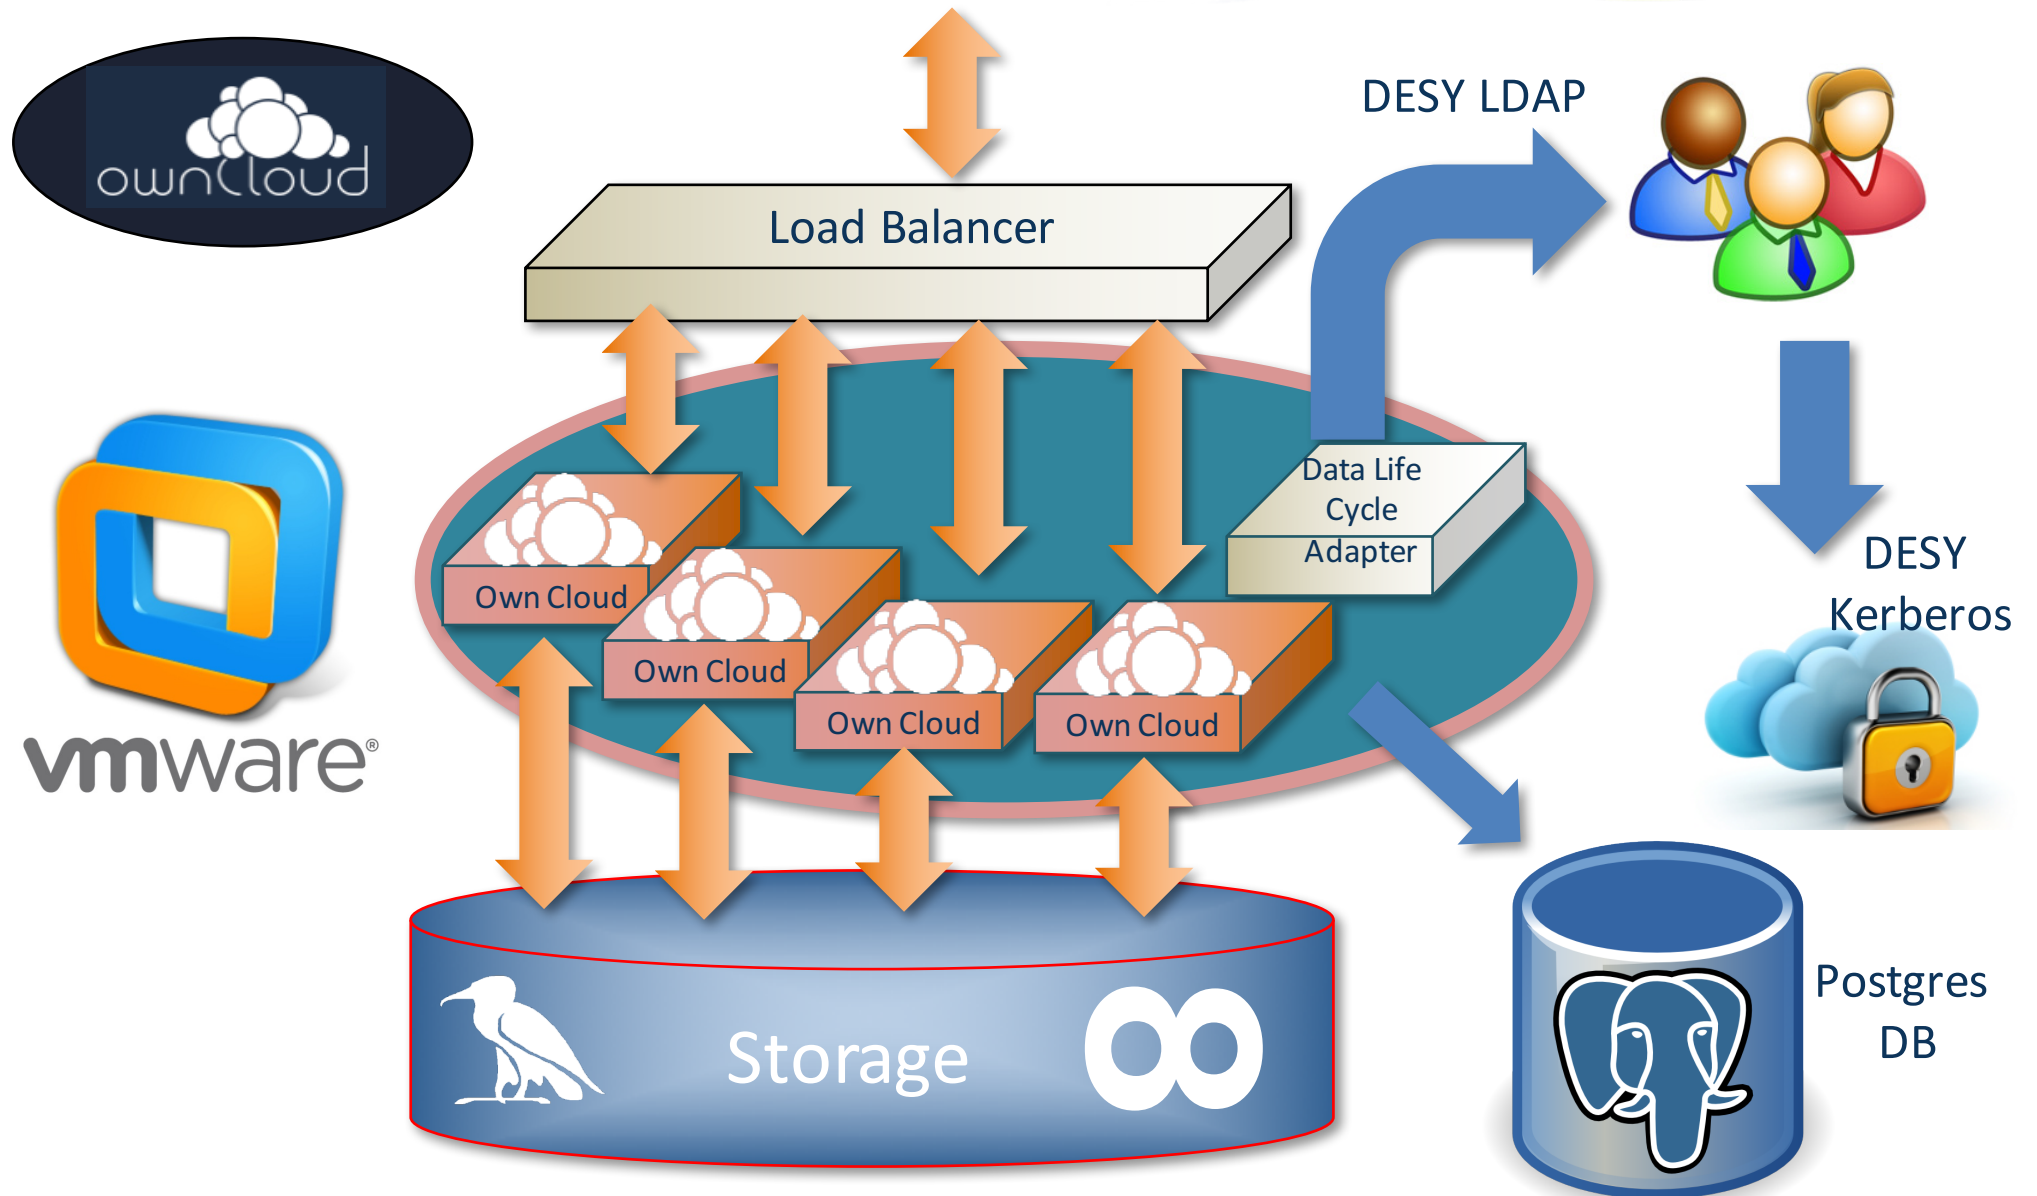 ownCloud
DESY LDAP
Load Balancer
Data Life
Cycle
Adapter
Own Cloud
Own Cloud
Own Cloud
Own Cloud
vmware®
DESY
Kerberos
Storage
Postgres
DB